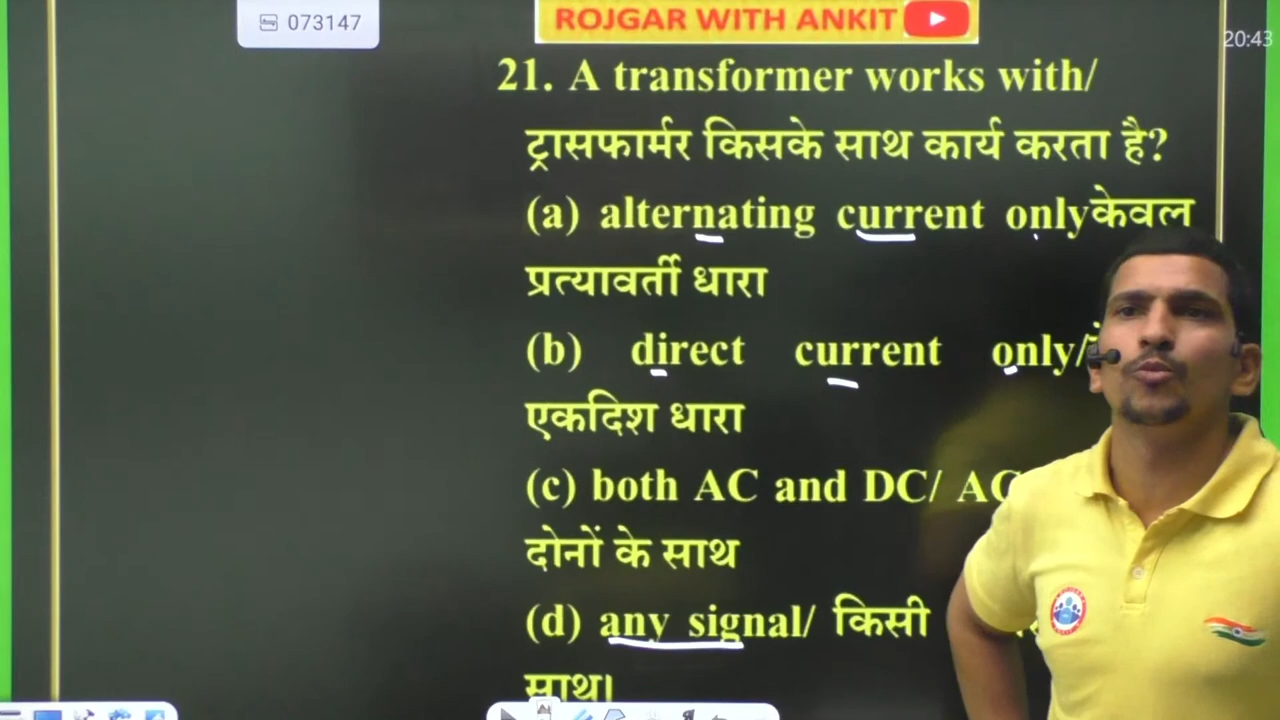 073147
ROJGAR WITH ANKIT
20:43
21. A transformer works with/
ट्रासफार्मर किसके साथ कार्य करता है?
(a) alternating current onlyकेवल
प्रत्यावर्ती धारा
(b) direct current only/
एकदिश धारा
(c) both AC and DC/ AC
दोनों के साथ
(d) any signal/ किसी
साथ।